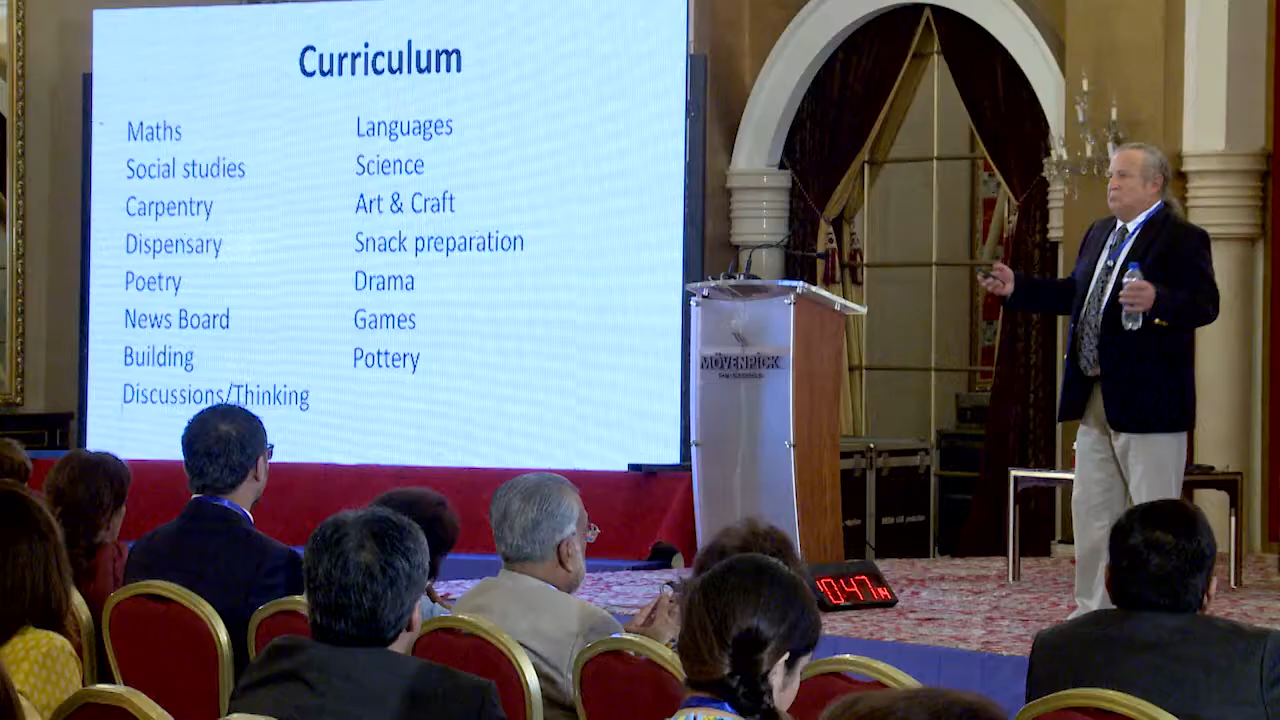 Curriculum
Maths
Social studies
Carpentry
Dispensary
Poetry
News Board
Building
Discussions/Thinking
Languages
Science
Art & Craft
Snack preparation
Drama
Games
Pottery
MÖVENPICK
0:47